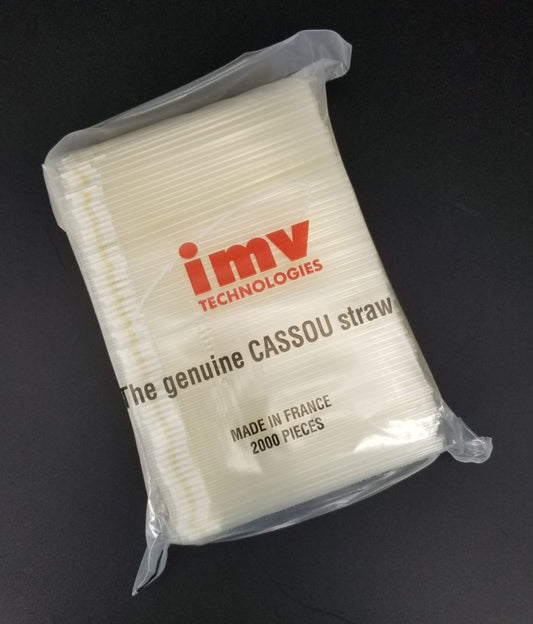 imv
TECHNOLOGIES
The genuine CASSOU straw
MADE IN FRANCE
2000 PIECES